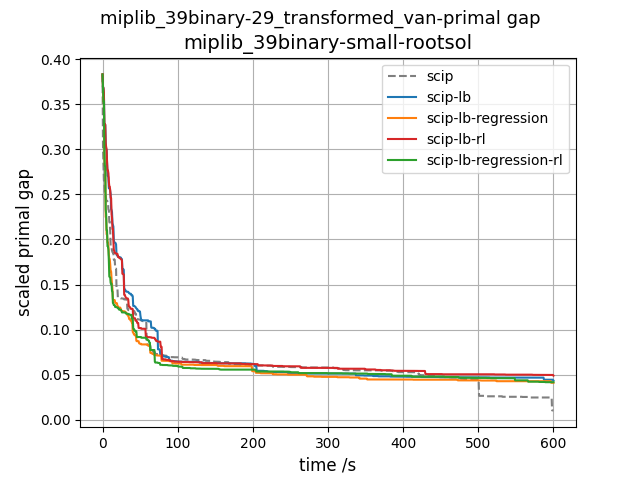 miplib_39binary-29_transformed_van-primal gap
miplib_39binary-small-rootsol
scip
scip-lb
scip-lb-regression
scip-lb-rl
scip-lb-regression-rl
scaled primal gap
0.40
0.35
0.30
0.25
0.20
0.15
0.10
0.05
0.00
0 100 200 300 400 500 600
time /s